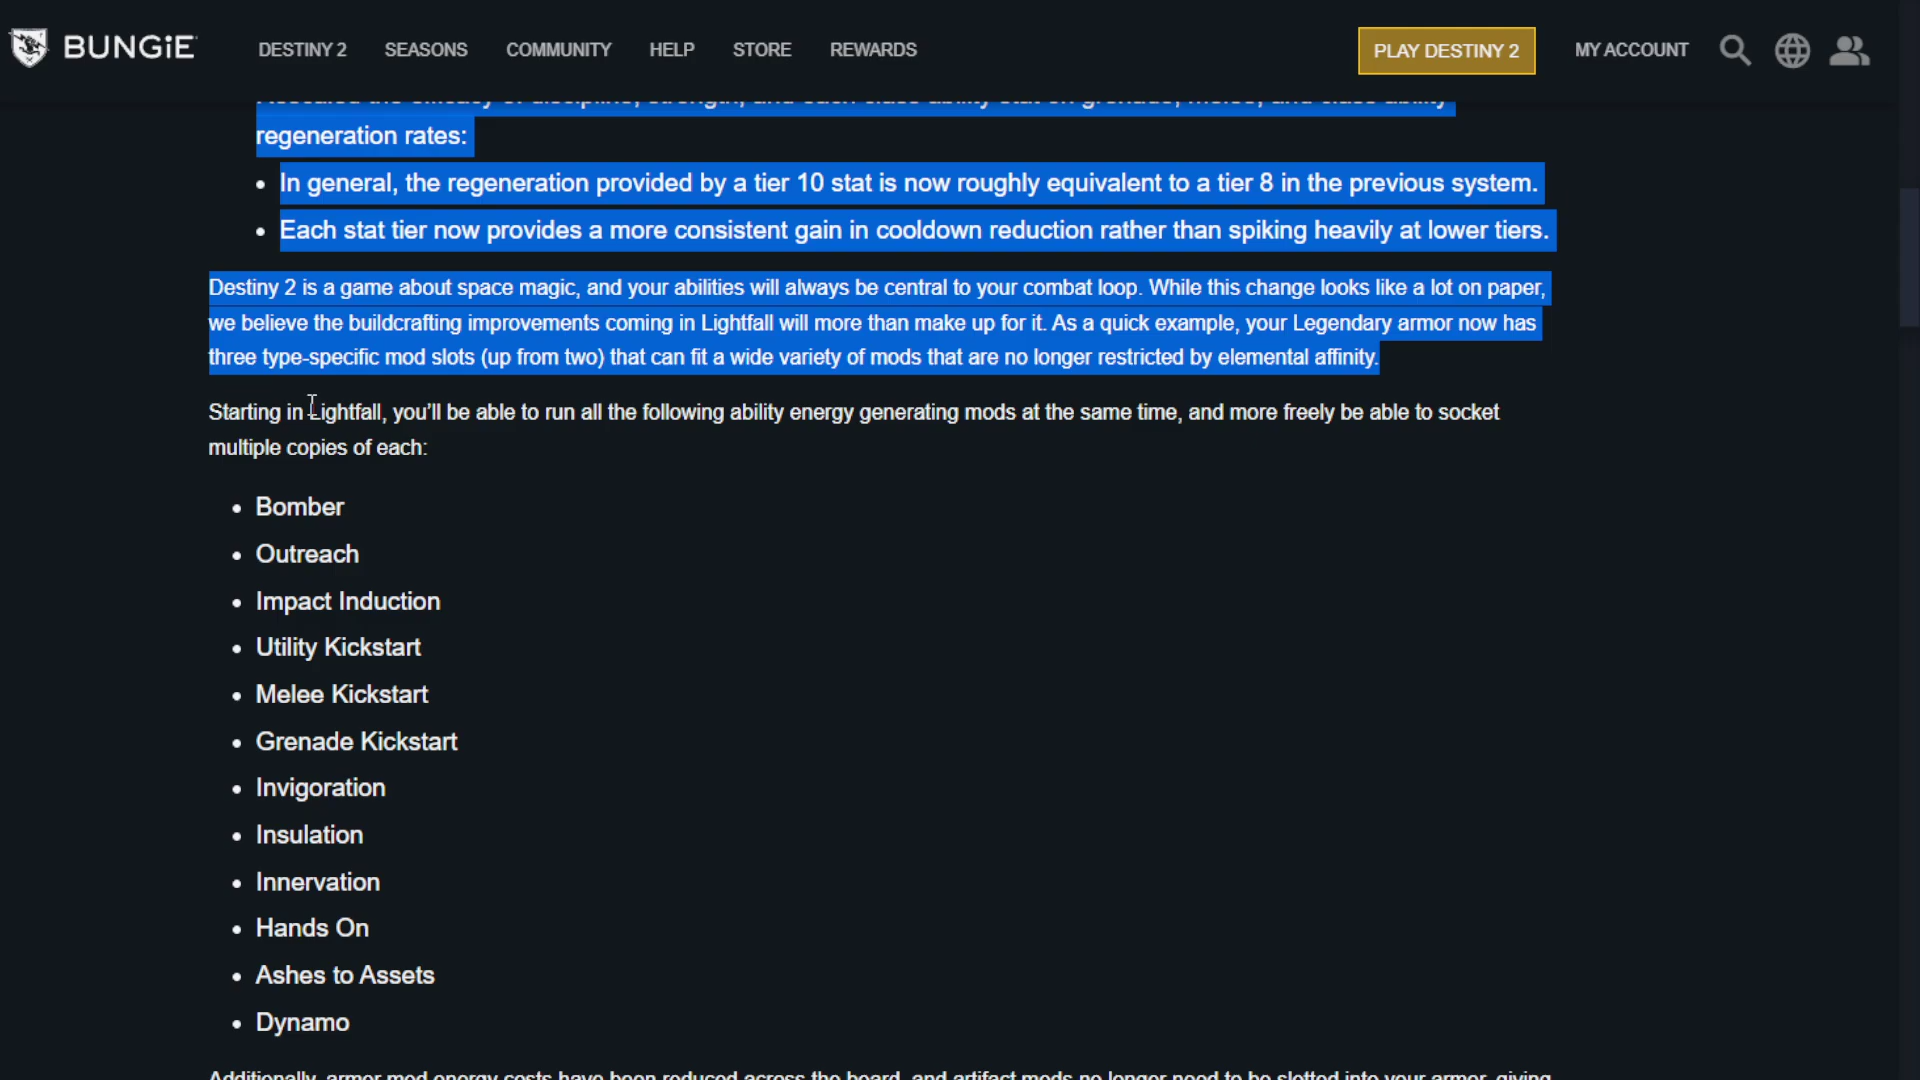 BUNGiE
DESTINY 2 SEASONS COMMUNITY HELP STORE REWARDS PLAY DESTINY 2 MY ACCOUNT
regeneration rates:
• In general, the regeneration provided by a tier 10 stat is now roughly equivalent to a tier 8 in the previous system.
• Each stat tier now provides a more consistent gain in cooldown reduction rather than spiking heavily at lower tiers.
Destiny 2 is a game about space magic, and your abilities will always be central to your combat loop. While this change looks like a lot on paper,
we believe the buildcrafting improvements coming in Lightfall will more than make up for it. As a quick example, your Legendary armor now has
three type-specific mod slots (up from two) that can fit a wide variety of mods that are no longer restricted by elemental affinity.
Starting in Lightfall, you'll be able to run all the following ability energy generating mods at the same time, and more freely be able to socket
multiple copies of each:
• Bomber
• Outreach
• Impact Induction
• Utility Kickstart
• Melee Kickstart
• Grenade Kickstart
• Invigoration
• Insulation
• Innervation
• Hands On
• Ashes to Assets
• Dynamo
Additionally, armor mod energy costs have been reduced across the board, and artifact mods no longer need to be slotted into your armor, giving